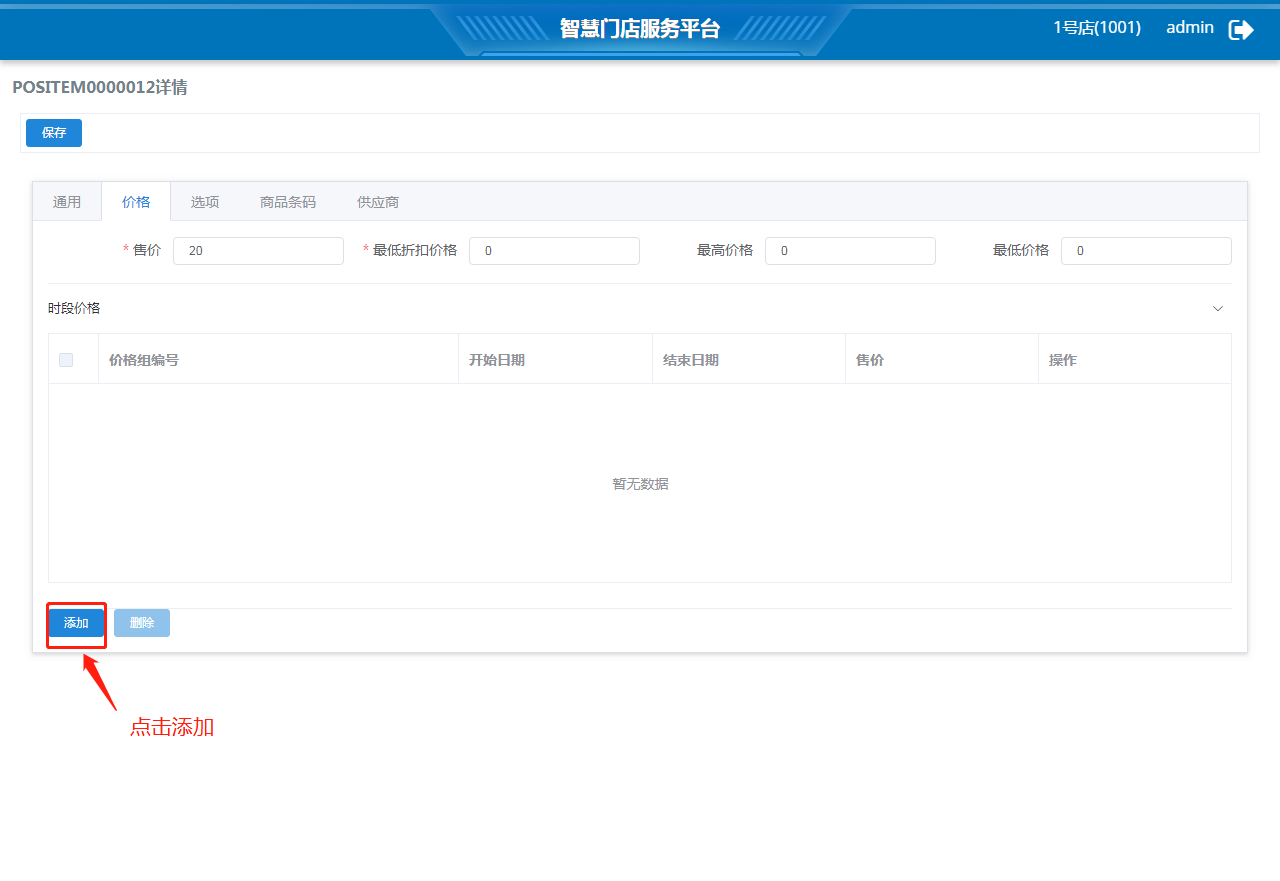 智慧门店服务平台
1号店(1001) admin
POSITEM0000012详情
保存
通用 价格 选项 商品条码 供应商
* 售价 20 * 最低折扣价格 0 最高价格 0 最低价格 0
时段价格
价格组编号 开始日期 结束日期 售价 操作
暂无数据
添加 删除
点击添加